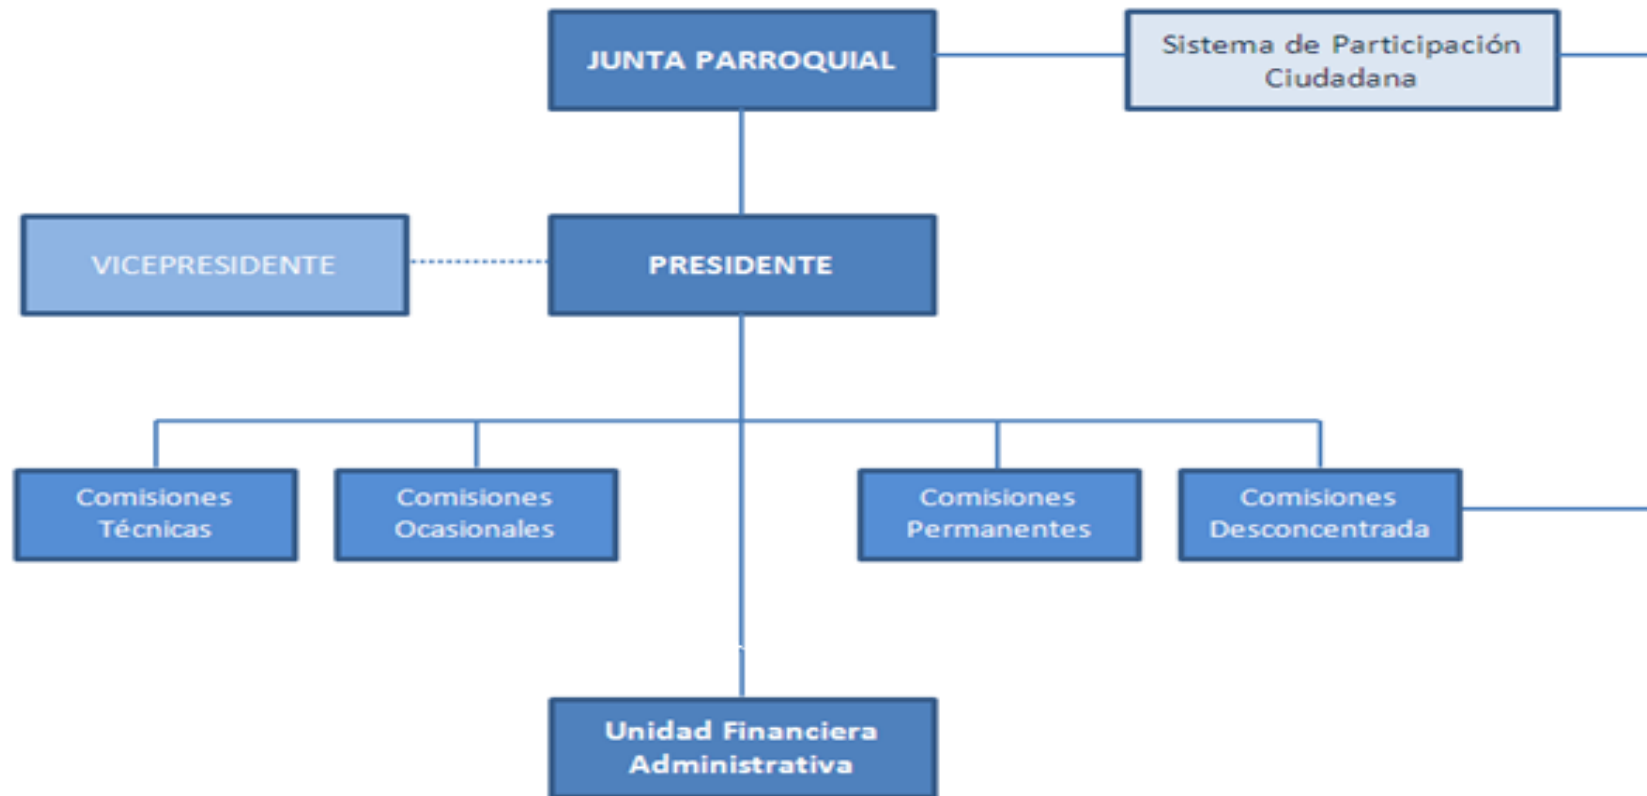 JUNTA PARROQUIAL
Sistema de Participación
Ciudadana
VICEPRESIDENTE
PRESIDENTE
Comisiones
Técnicas
Comisiones
Ocasionales
Comisiones
Permanentes
Comisiones
Desconcentrada
Unidad Financiera
Administrativa